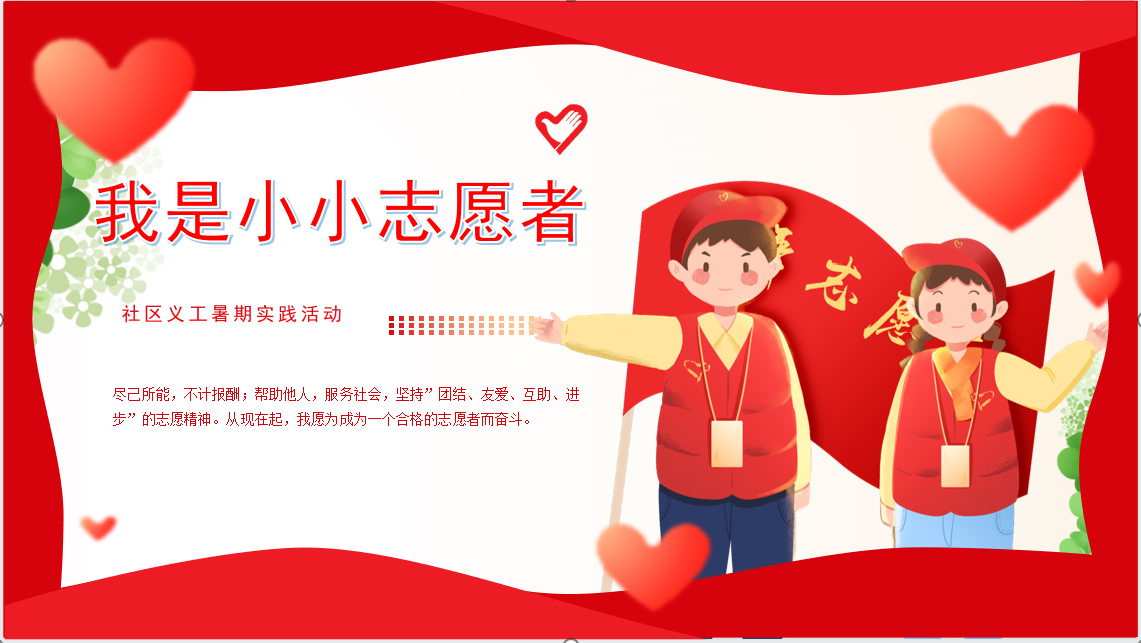 我是小小志愿者
社区义工暑期实践活动
尽己所能，不计报酬；帮助他人，服务社会，坚持”团结、友爱、互助、进
步”的志愿精神。从现在起，我愿为成为一个合格的志愿者而奋斗。
志愿